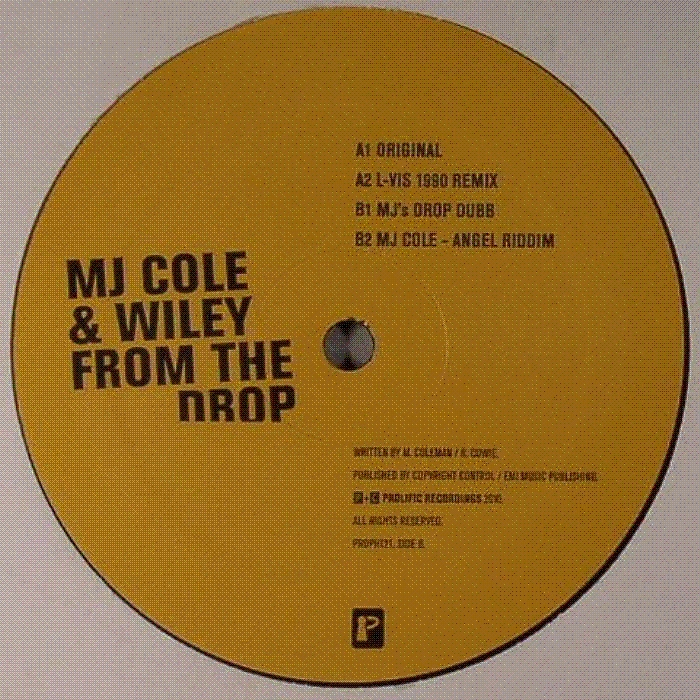 A1 ORIGINAL
A2 L-VIS 1990 REMIX
B1 MJ's DROP DUBB
B2 MJ COLE - ANGEL RIDDIM
MJ COLE
& WILEY
FROM THE
DROP
WRITTEN BY M. COLEMAN / R. COWIE.
PUBLISHED BY COPYRIGHT CONTROL / EMI MUSIC PUBLISHING.
P+C PROLIFIC RECORDINGS 2010.
ALL RIGHTS RESERVED.
SIDE B.
P